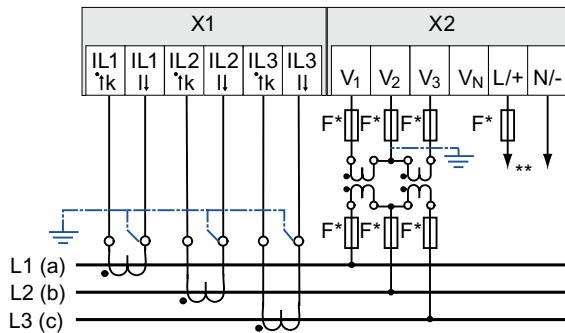 X1 X2
IL1 IL1 IL2 IL2 IL3 IL3 V1 V2 V3 VN L/+ N/-
k l k l k l
F* F* F* F*
**
F* F* F*
L1 (a)
L2 (b)
L3 (c)